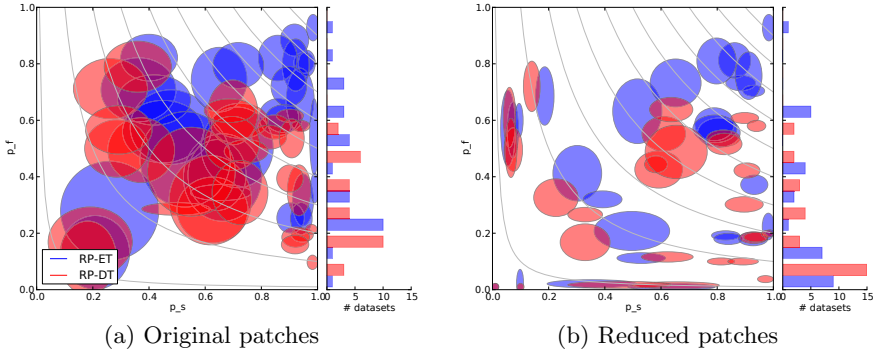 1.0
0.8
0.6
0.4
0.2
0.0
p_f
RP-ET
RP-DT
0.0 0.2 0.4 0.6 0.8 1.0
p_s
0 5 10 15
# datasets
(a) Original patches
1.0
0.8
0.6
0.4
0.2
0.0
p_f
0.0 0.2 0.4 0.6 0.8 1.0
p_s
0 5 10 15
# datasets
(b) Reduced patches